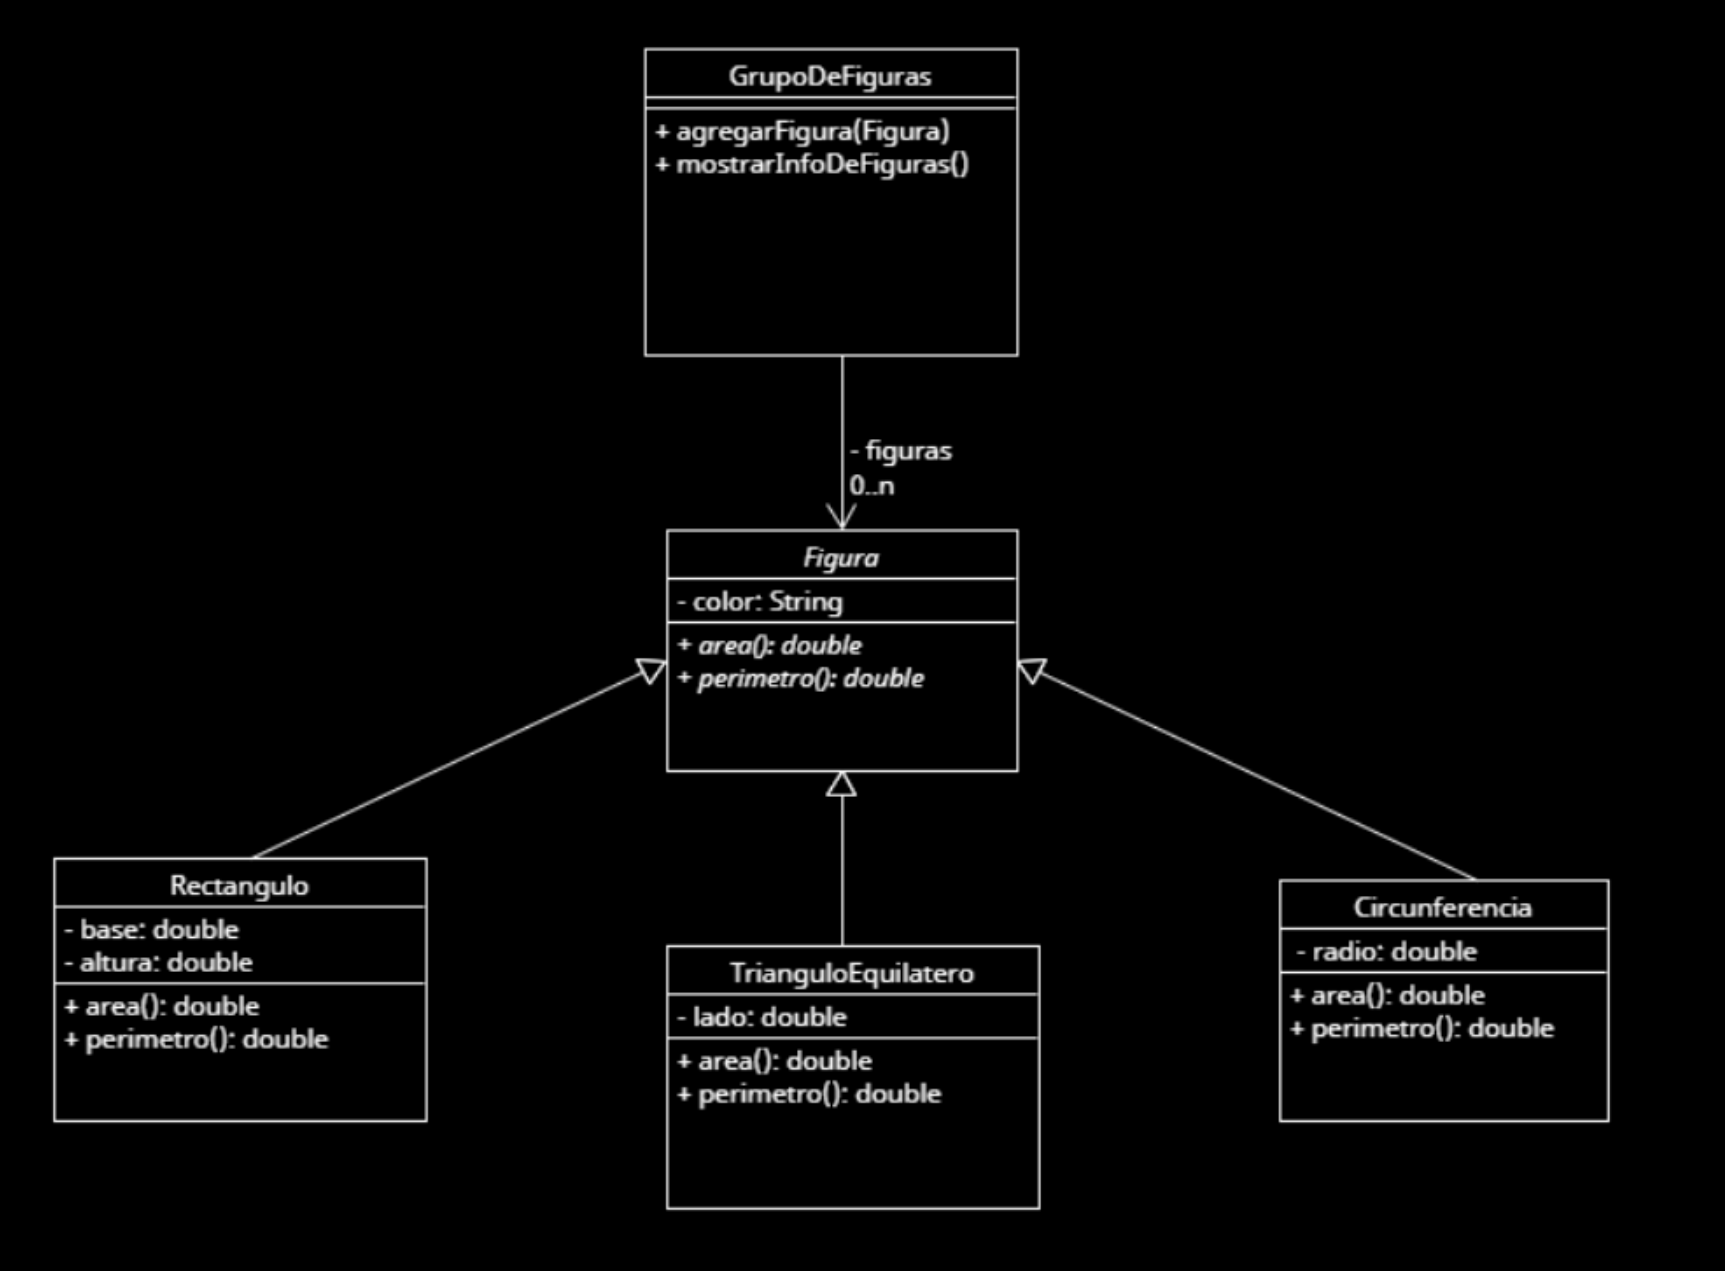 GrupoDeFiguras
+ agregarFigura(Figura)
+ mostrarInfoDeFiguras()
- figuras
0..n
Figura
- color: String
+ area(): double
+ perimetro(): double
Rectangulo
- base: double
- altura: double
+ area(): double
+ perimetro(): double
TrianguloEquilatero
- lado: double
+ area(): double
+ perimetro(): double
Circunferencia
- radio: double
+ area(): double
+ perimetro(): double